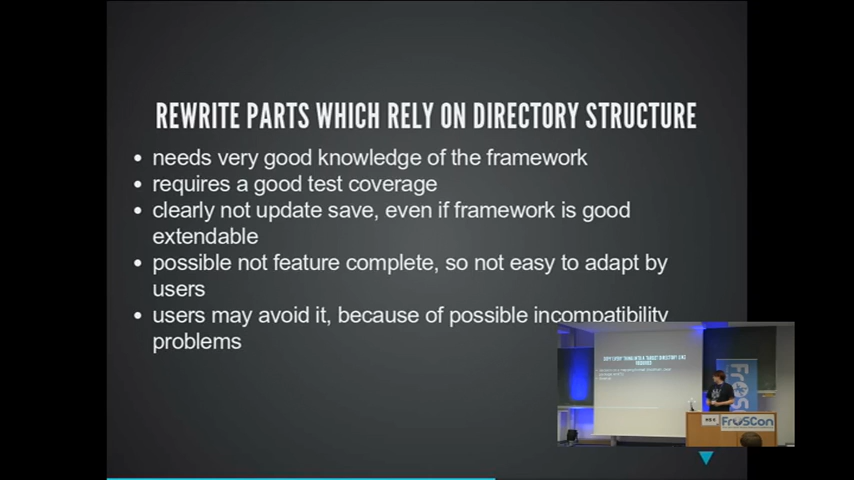 REWRITE PARTS WHICH RELY ON DIRECTORY STRUCTURE
needs very good knowledge of the framework
requires a good test coverage
clearly not update save, even if framework is good
extendable
possible not feature complete, so not easy to adapt by
users
users may avoid it, because of possible incompatibility
problems
FrOSCon